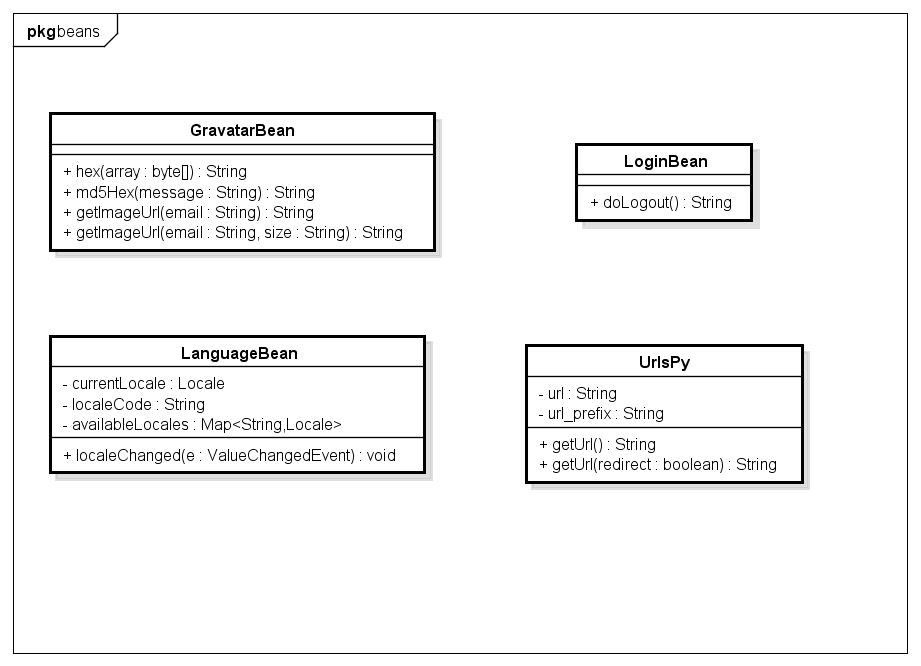 pkg beans
GravatarBean
+ hex(array : byte[]) : String
+ md5Hex(message : String) : String
+ getImageUrl(email : String) : String
+ getImageUrl(email : String, size : String) : String
LoginBean
+ doLogout() : String
LanguageBean
- currentLocale : Locale
- localeCode : String
- availableLocales : Map<String,Locale>
+ localeChanged(e : ValueChangedEvent) : void
UrlsPy
- url : String
- url_prefix : String
+ getUrl() : String
+ getUrl(redirect : boolean) : String